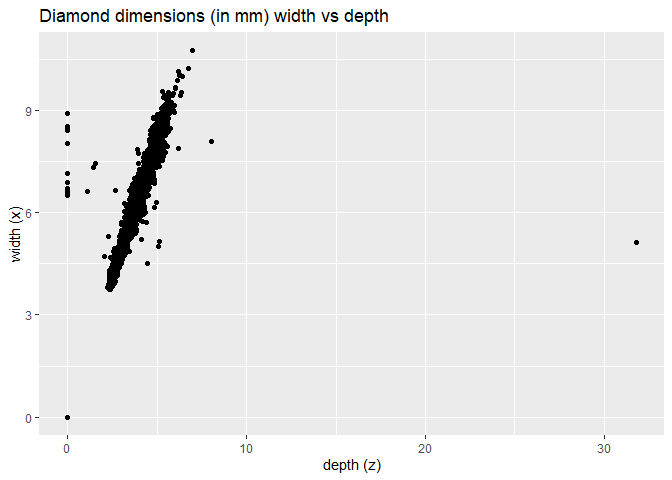 Diamond dimensions (in mm) width vs depth
9
6
3
0
width (x)
0 10 20 30
depth (z)